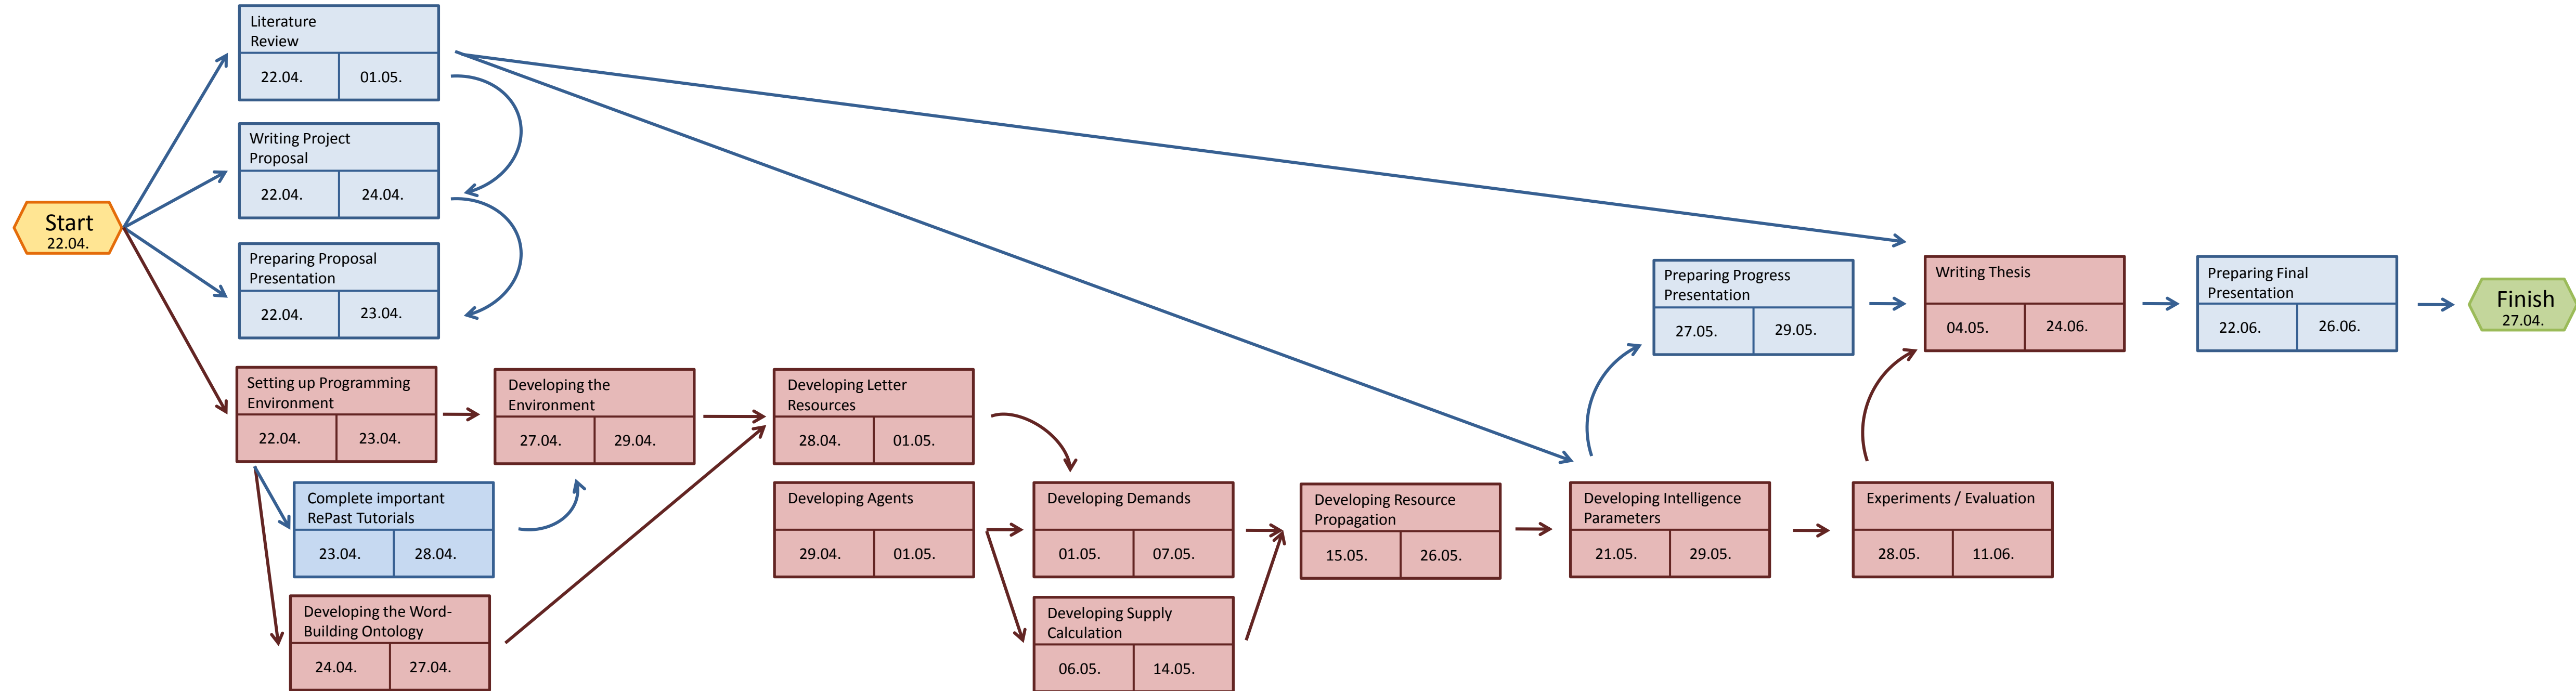 Literature
Review
22.04.
01.05.
Writing Project
Proposal
22.04.
24.04.
Start
22.04.
Preparing Proposal
Presentation
22.04.
23.04.
Preparing Progress
Presentation
27.05.
29.05.
Writing Thesis
04.05.
24.06.
Preparing Final
Presentation
22.06.
26.06.
Finish
27.04.
Setting up Programming
Environment
22.04.
23.04.
Developing the
Environment
27.04.
29.04.
Developing Letter
Resources
28.04.
01.05.
Complete important
RePast Tutorials
23.04.
28.04.
Developing Agents
29.04.
01.05.
Developing Demands
01.05.
07.05.
Developing Resource
Propagation
15.05.
26.05.
Developing Intelligence
Parameters
21.05.
29.05.
Experiments / Evaluation
28.05.
11.06.
Developing the Word-
Building Ontology
24.04.
27.04.
Developing Supply
Calculation
06.05.
14.05.